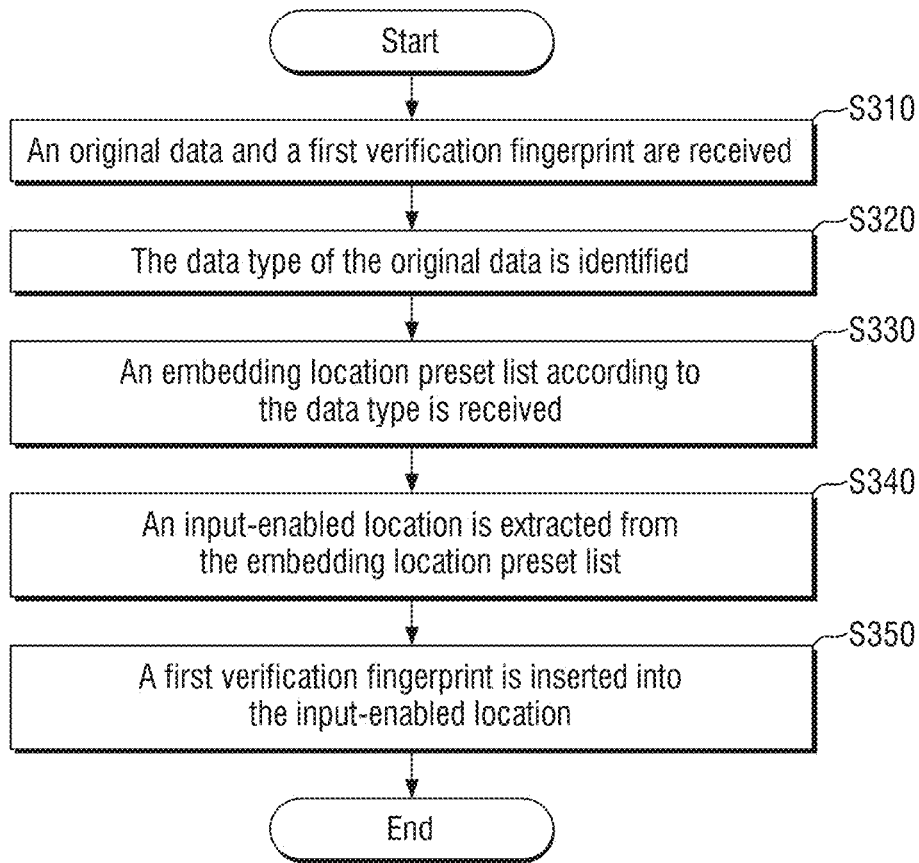 Start
S310
An original data and a first verification fingerprint are received
S320
The data type of the original data is identified
S330
An embedding location preset list according to
the data type is received
S340
An input-enabled location is extracted from
the embedding location preset list
S350
A first verification fingerprint is inserted into
the input-enabled location
End